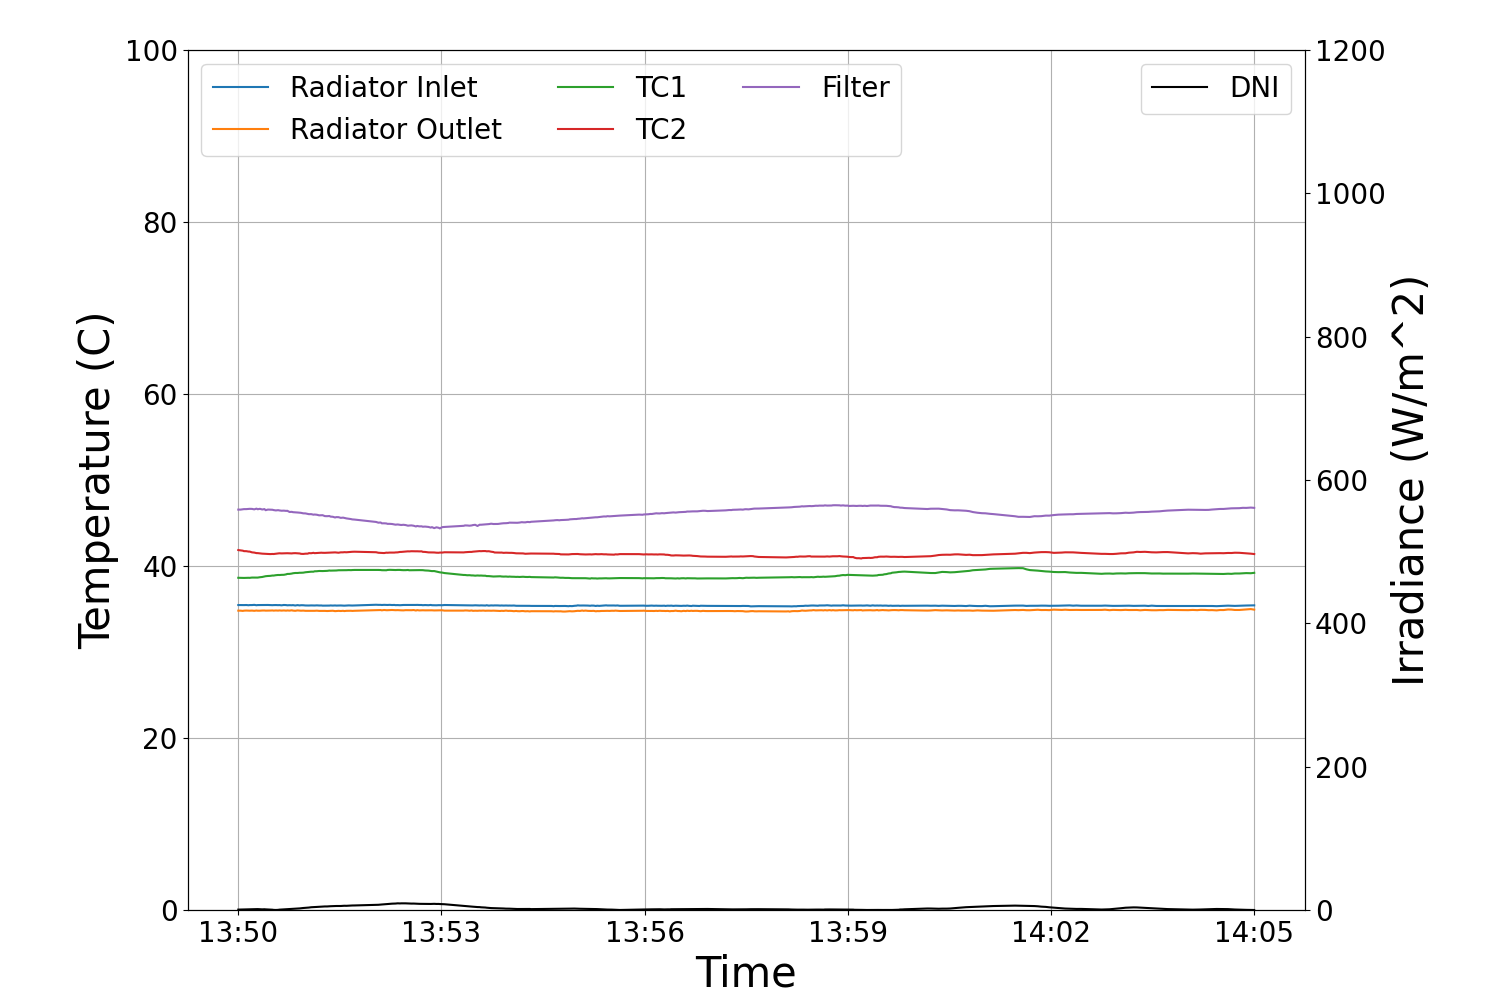 100
80
60
40
20
0
Temperature (C)
Radiator Inlet
Radiator Outlet
TC1
TC2
Filter
DNI
1200
1000
800
600
400
200
0
Irradiance (W/m^2)
13:50 13:53 13:56 13:59 14:02 14:05
Time